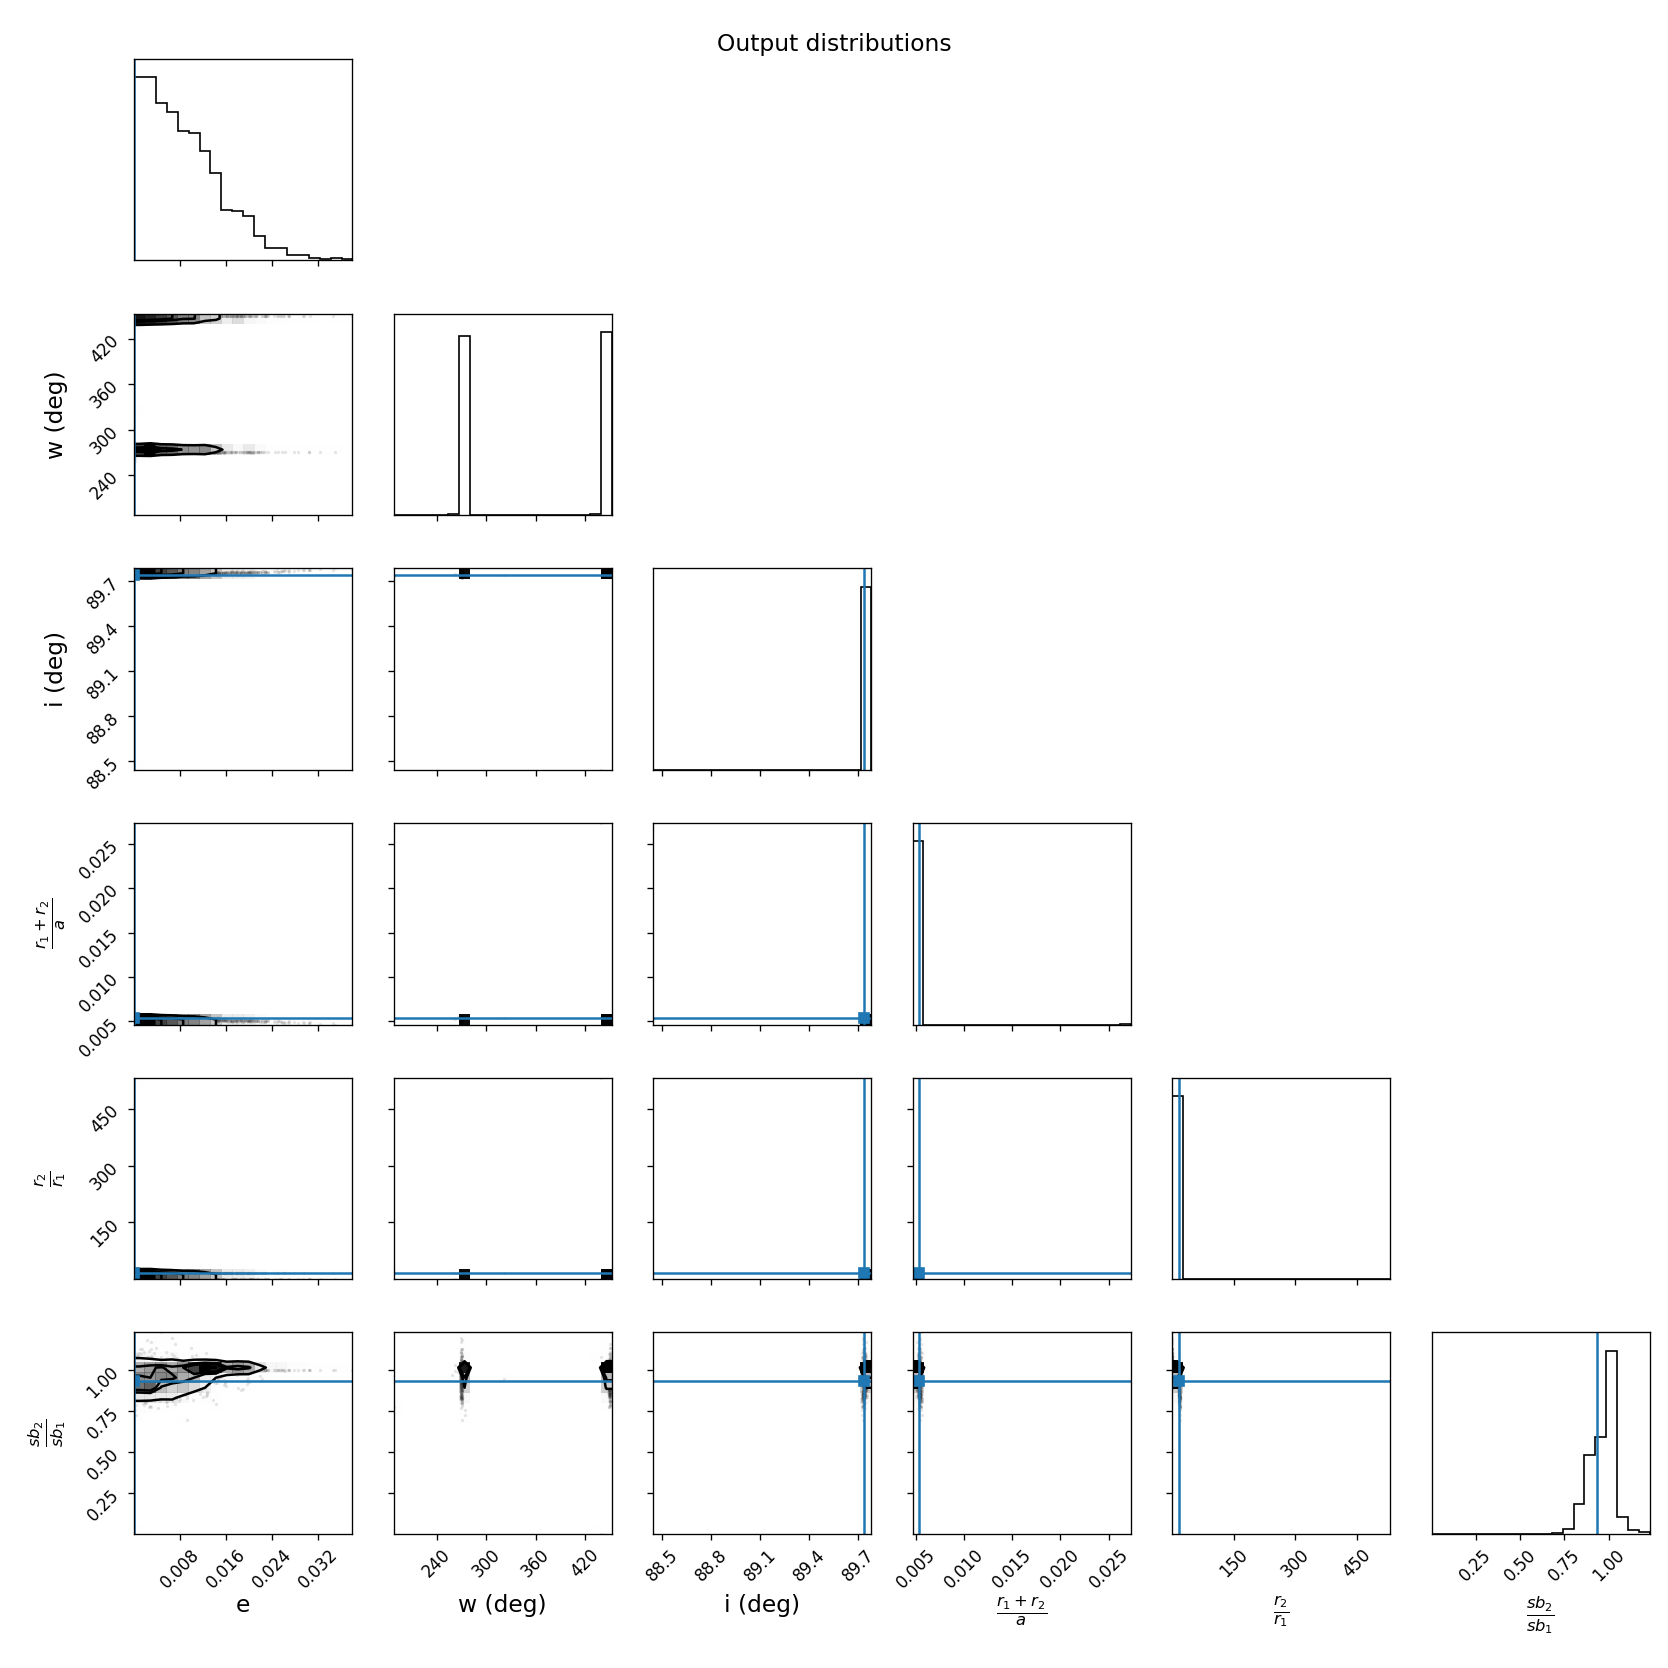 Output distributions
420
360
300
240
w (deg)
89.7
89.4
89.1
88.8
88.5
i (deg)
0.025
0.020
0.015
0.010
0.005
r₁ + r₂
a
450
300
150
r₂
r₁
1.00
0.75
0.50
0.25
sb₂
sb₁
0.008 0.016 0.024 0.032
e
240 300 360 420
w (deg)
88.5 88.8 89.1 89.4 89.7
i (deg)
0.005 0.010 0.015 0.020 0.025
r₁ + r₂
a
150 300 450
r₂
r₁
0.25 0.50 0.75 1.00
sb₂
sb₁